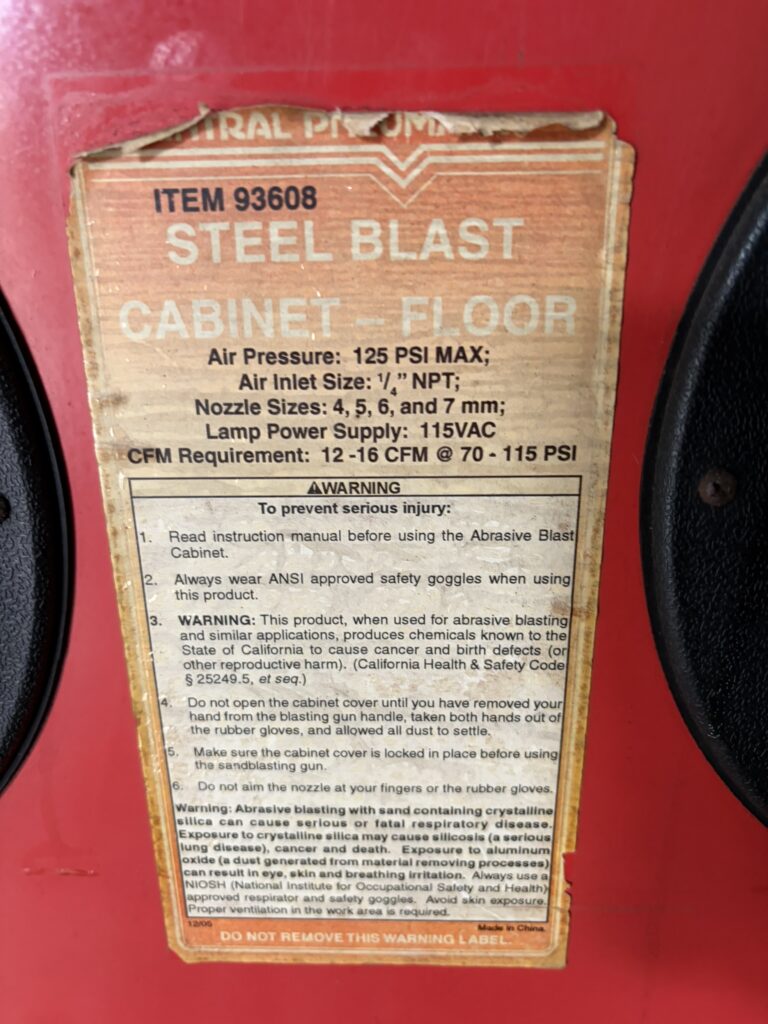 ITEM 93608
STEEL BLAST
CABINET – FLOOR
Air Pressure: 125 PSI MAX;
Air Inlet Size: 1/4" NPT;
Nozzle Sizes: 4, 5, 6, and 7 mm;
Lamp Power Supply: 115VAC
CFM Requirement: 12 -16 CFM @ 70 - 115 PSI
⚠WARNING
To prevent serious injury:
1. Read instruction manual before using the Abrasive Blast
Cabinet.
2. Always wear ANSI approved safety goggles when using
this product.
3. WARNING: This product, when used for abrasive blasting
and similar applications, produces chemicals known to the
State of California to cause cancer and birth defects (or
other reproductive harm). (California Health & Safety Code
§ 25249.5, et seq.)
4. Do not open the cabinet cover until you have removed your
hand from the blasting gun handle, taken both hands out of
the rubber gloves, and allowed all dust to settle.
5. Make sure the cabinet cover is locked in place before using
the sandblasting gun.
6. Do not aim the nozzle at your fingers or the rubber gloves.
Warning: Abrasive blasting with sand containing crystalline
silica can cause serious or fatal respiratory disease.
Exposure to crystalline silica may cause silicosis (a serious
lung disease), cancer and death. Exposure to aluminum
oxide (a dust generated from material removing processes)
can result in eye, skin and breathing irritation. Always use a
NIOSH (National Institute for Occupational Safety and Health)
approved respirator and safety goggles. Avoid skin exposure.
Proper ventilation in the work area is required.
Made in China.
DO NOT REMOVE THIS WARNING LABEL.